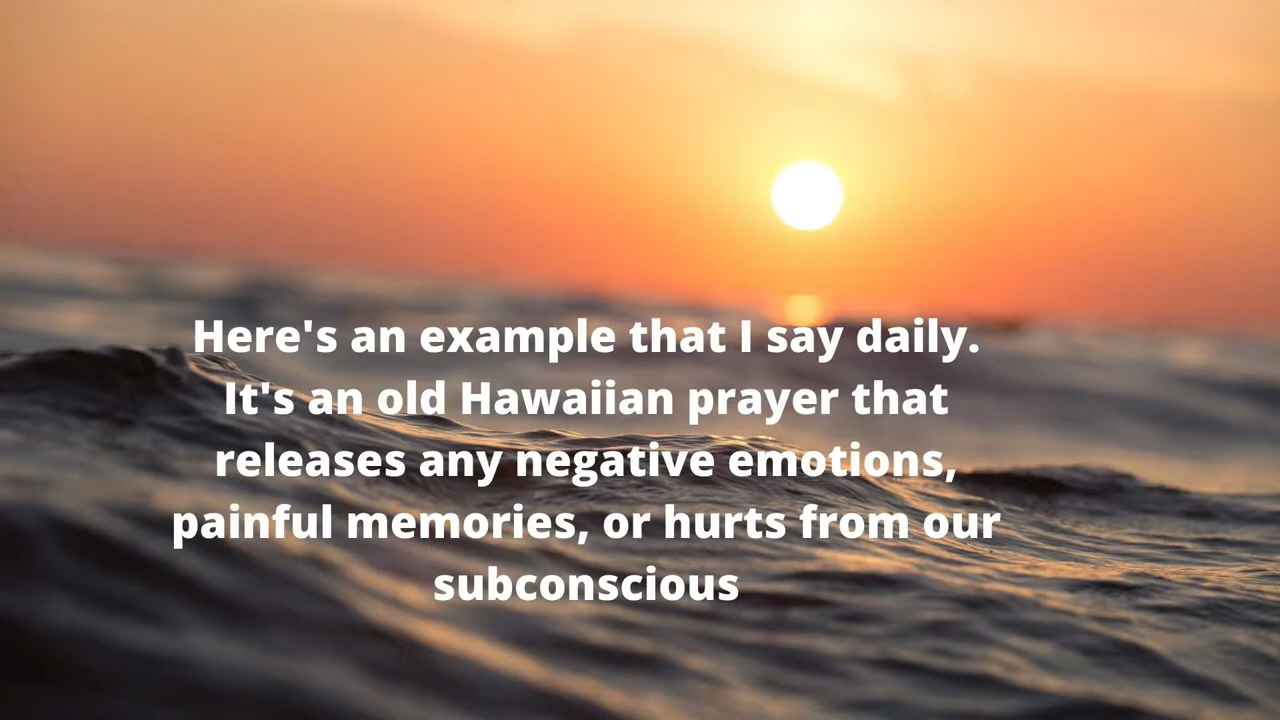 Here's an example that I say daily.
It's an old Hawaiian prayer that
releases any negative emotions,
painful memories, or hurts from our
subconscious